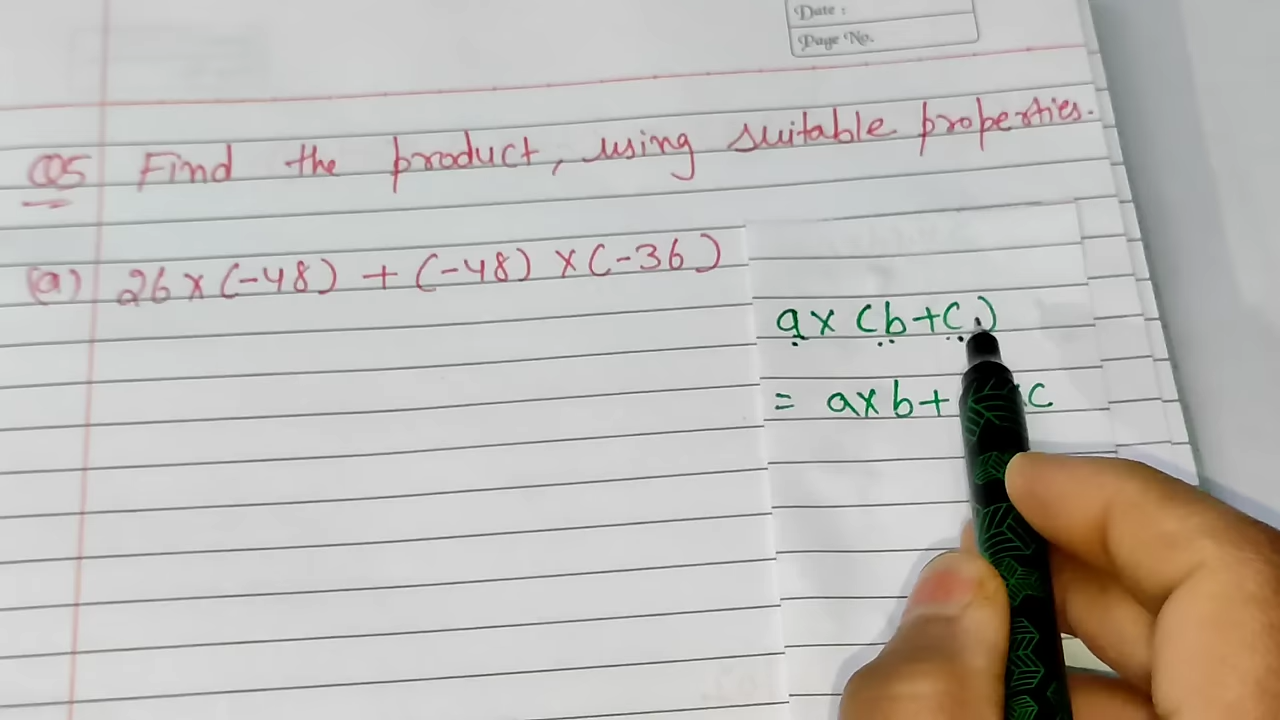 Date :
Page No.
Q5 Find the product, using suitable properties.
(a) 26 × (-48) + (-48) × (-36)
a × (b + c)
= a × b + × c